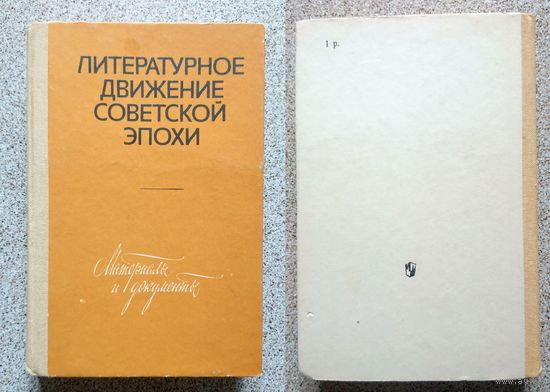 ЛИТЕРАТУРНОЕ
ДВИЖЕНИЕ
СОВЕТСКОЙ
ЭПОХИ
Материалы
и документы
1 р.